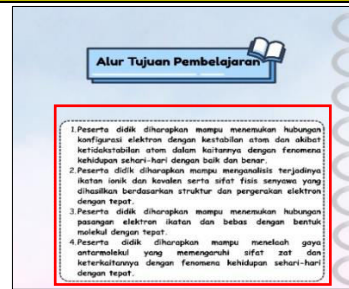 Alur Tujuan Pembelajaran
1.Peserta didik diharapkan mampu menemukan hubungan
konfigurasi elektron dengan kestabilan atom dan akibat
ketidakstabilan atom dalam kaitannya dengan fenomena
kehidupan sehari-hari dengan baik dan benar.
2.Peserta didik diharapkan mampu menganalisis terjadinya
ikatan ionik dan kovalen serta sifat fisis senyawa yang
dihasilkan berdasarkan struktur dan pergerakan elektron
dengan tepat.
3.Peserta didik diharapkan mampu menemukan hubungan
pasangan elektron ikatan dan bebas dengan bentuk
molekul dengan tepat.
4.Peserta didik diharapkan mampu menelaah gaya
antarmolekul yang memengaruhi sifat zat dan
keterkaitannya dengan fenomena kehidupan sehari-hari
dengan tepat.